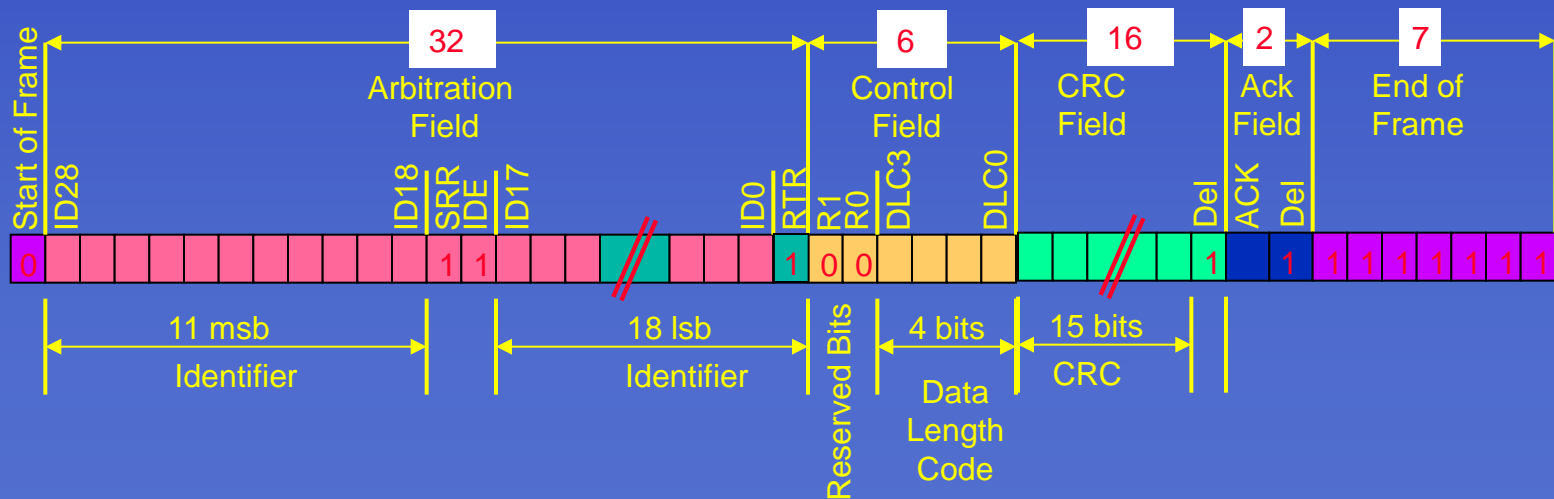 32
6
16
2
7
Arbitration
Field
Control
Field
CRC
Field
Ack
Field
End of
Frame
Start of Frame
ID28
ID18
SRR
IDE
ID17
ID0
RTR
R1
R0
DLC3
DLC0
Del
ACK
Del
0
1
1
1
0
0
1
1
1
1
1
1
1
1
1
11 msb
Identifier
18 lsb
Identifier
Reserved Bits
4 bits
Data
Length
Code
15 bits
CRC